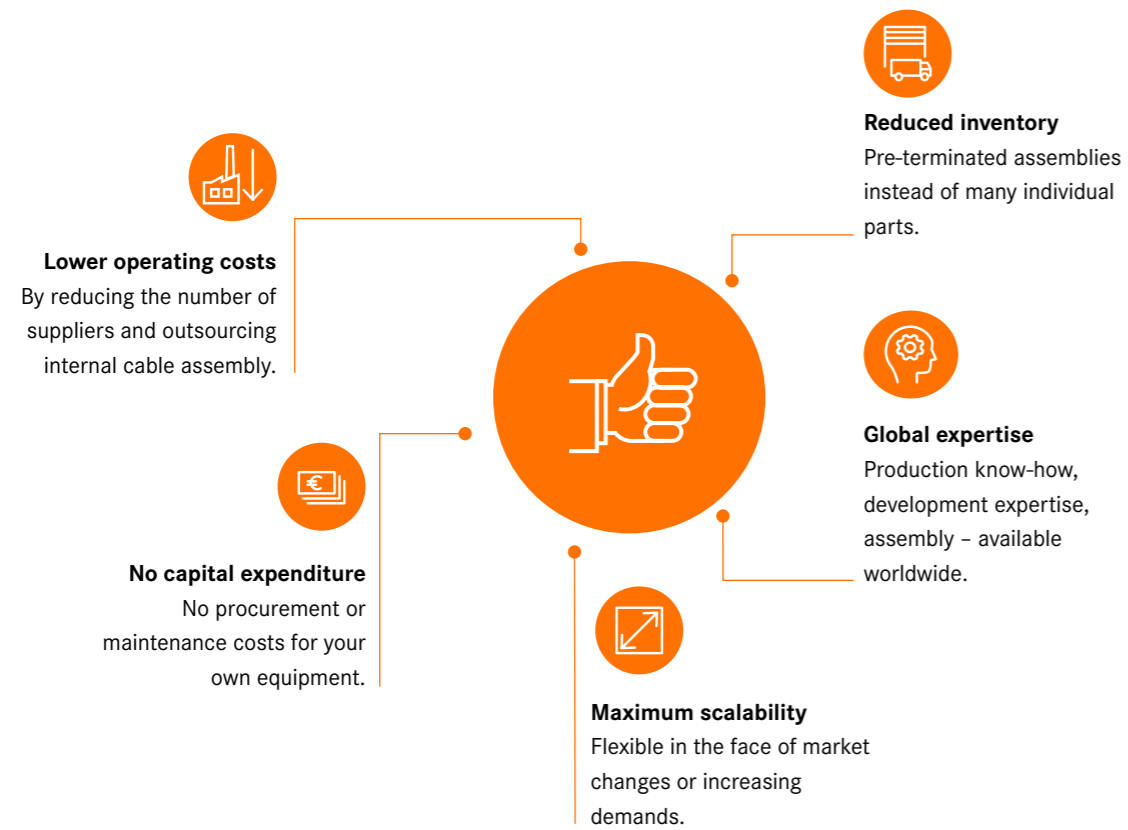 Reduced inventory
Pre-terminated assemblies
instead of many individual
parts.
Lower operating costs
By reducing the number of
suppliers and outsourcing
internal cable assembly.
Global expertise
Production know-how,
development expertise,
assembly – available
worldwide.
€
No capital expenditure
No procurement or
maintenance costs for your
own equipment.
Maximum scalability
Flexible in the face of market
changes or increasing
demands.